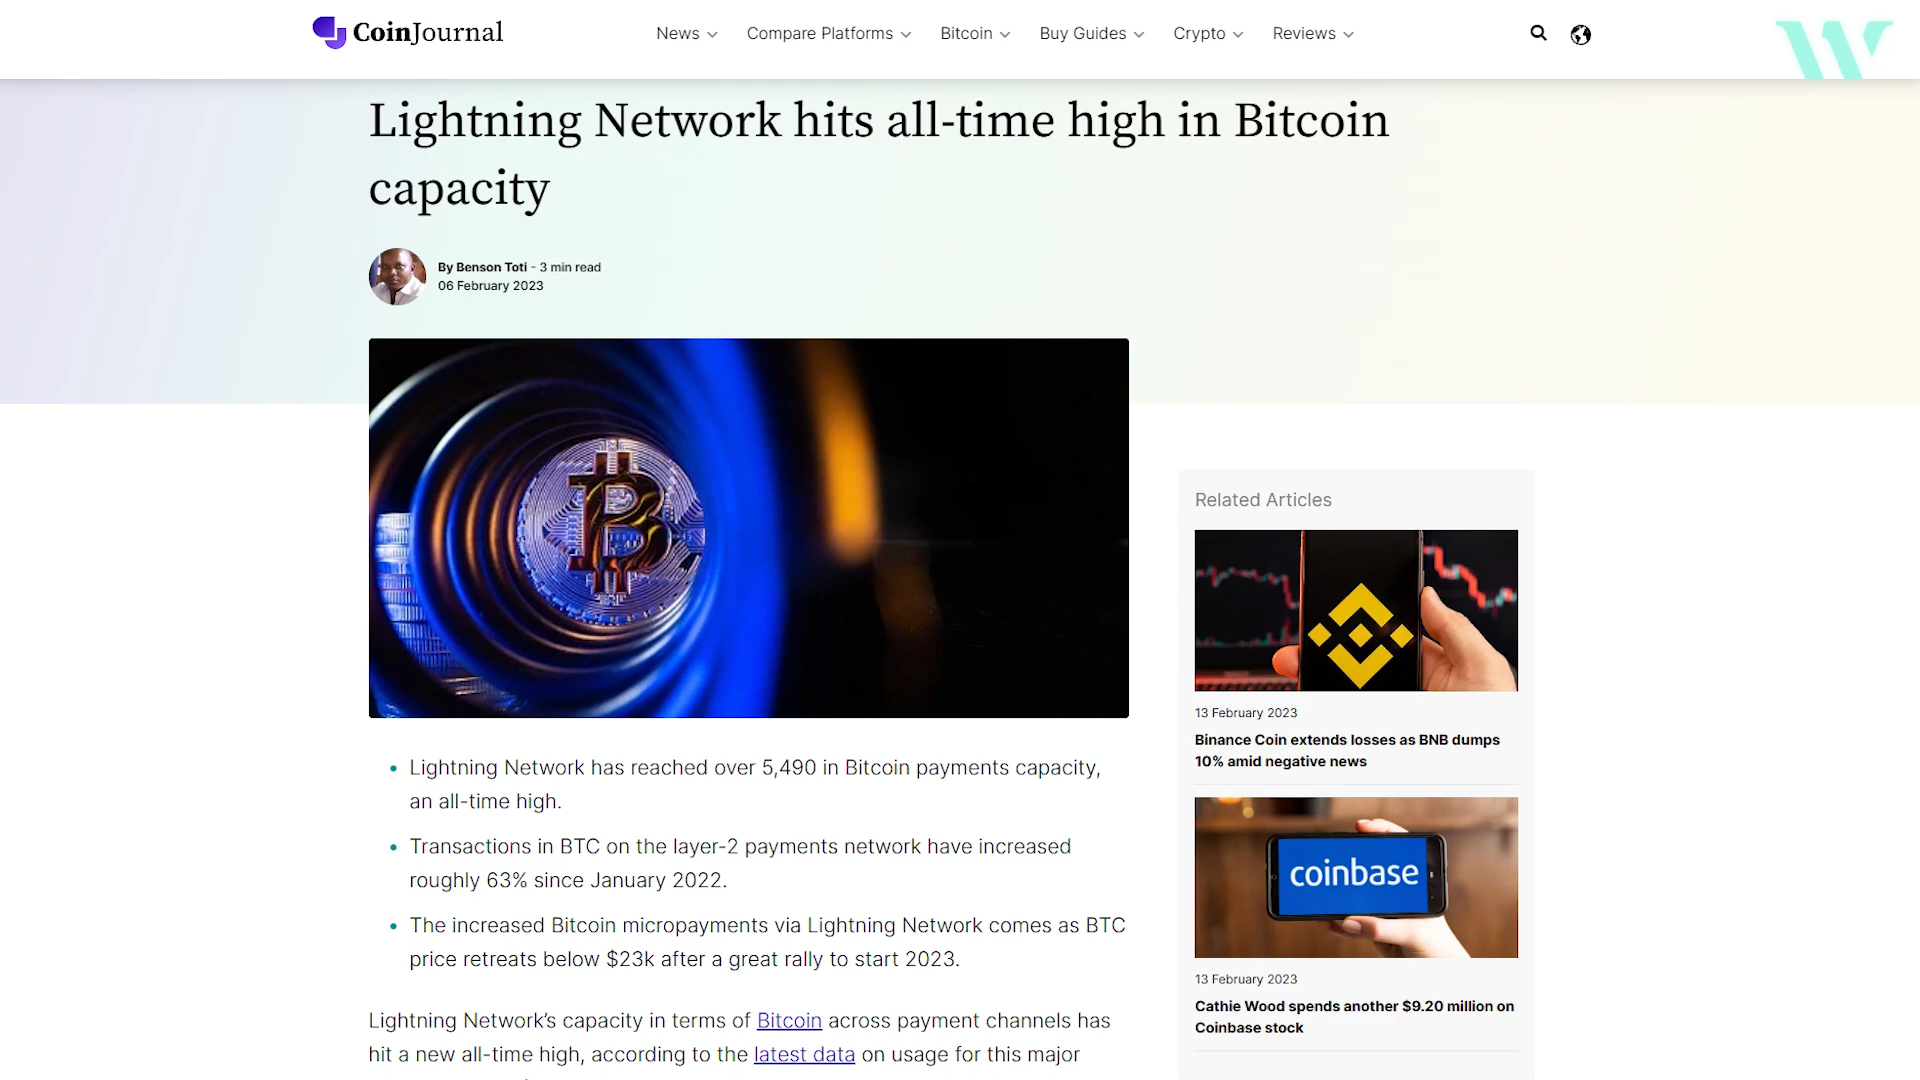 CoinJournal
News
Compare Platforms
Bitcoin
Buy Guides
Crypto
Reviews
W
Lightning Network hits all-time high in Bitcoin
capacity
By Benson Toti - 3 min read
06 February 2023
Related Articles
13 February 2023
Binance Coin extends losses as BNB dumps
10% amid negative news
coinbase
13 February 2023
Cathie Wood spends another $9.20 million on
Coinbase stock
• Lightning Network has reached over 5,490 in Bitcoin payments capacity,
an all-time high.
• Transactions in BTC on the layer-2 payments network have increased
roughly 63% since January 2022.
• The increased Bitcoin micropayments via Lightning Network comes as BTC
price retreats below $23k after a great rally to start 2023.
Lightning Network’s capacity in terms of Bitcoin across payment channels has
hit a new all-time high, according to the latest data on usage for this major